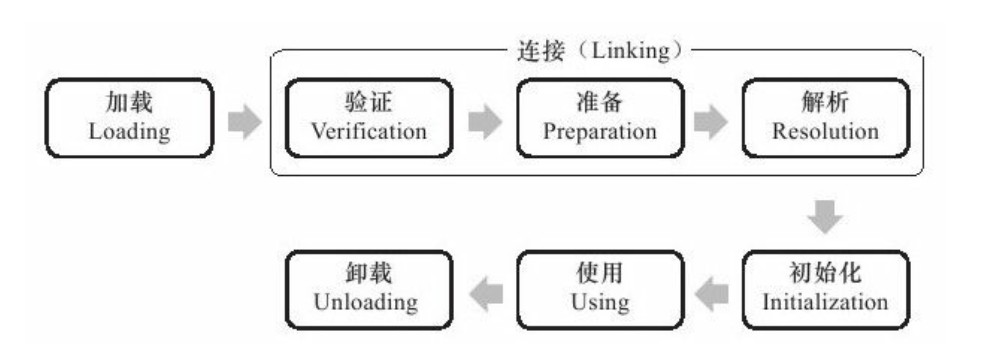 连接（Linking）
加载
Loading
验证
Verification
准备
Preparation
解析
Resolution
初始化
Initialization
使用
Using
卸载
Unloading